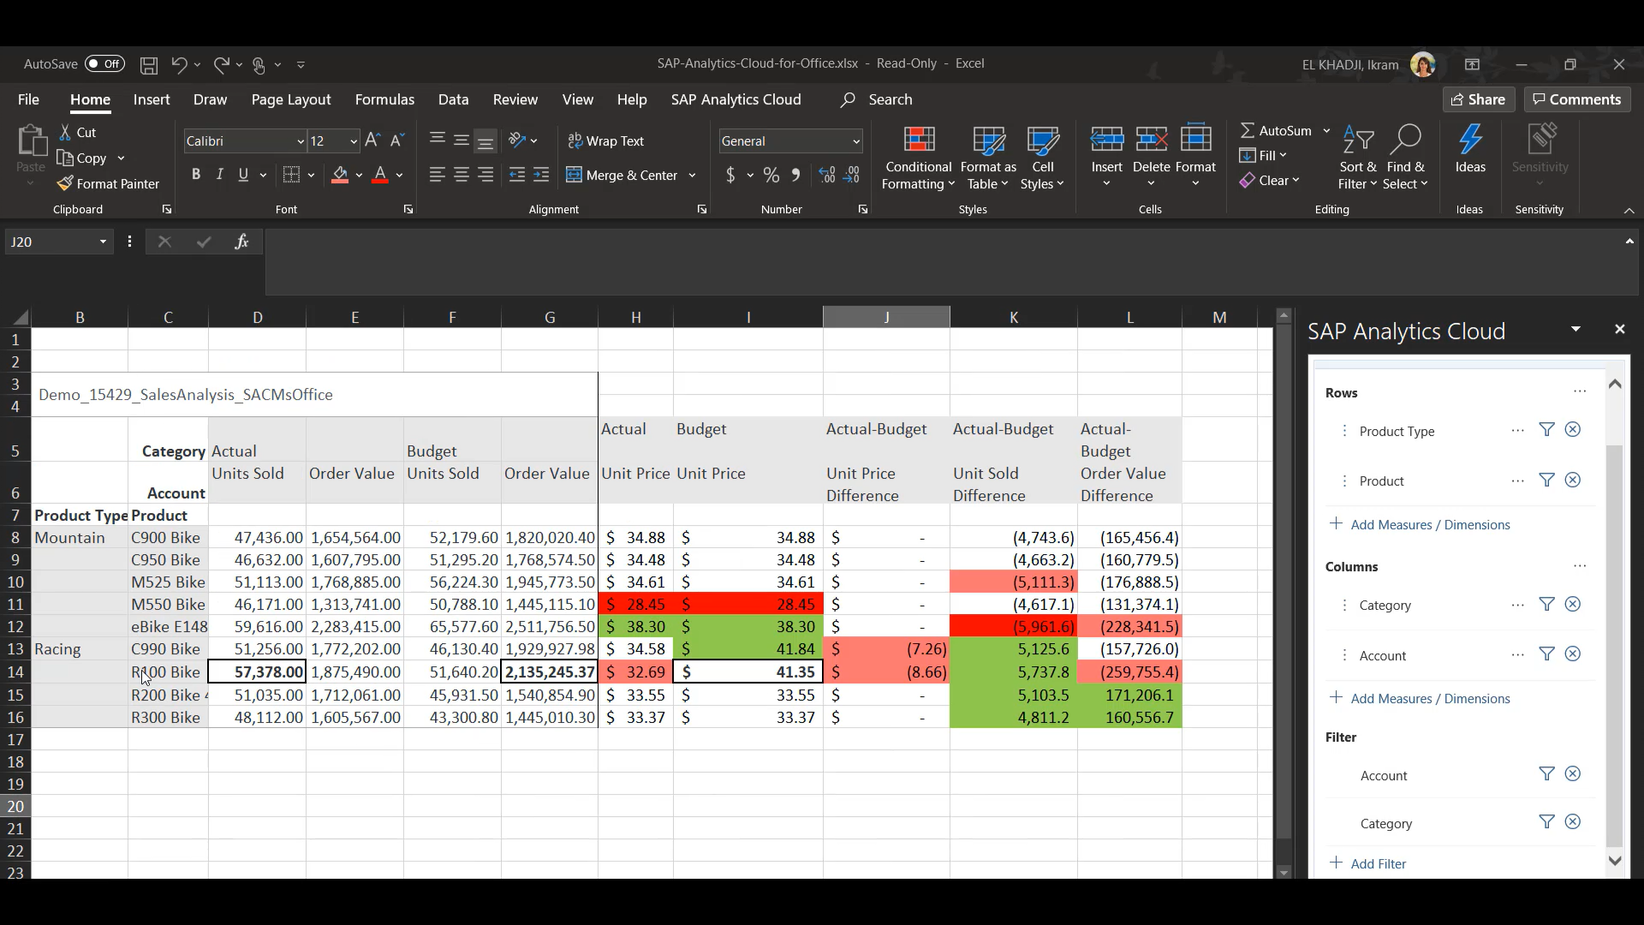 AutoSave Off SAP-Analytics-Cloud-for-Office.xlsx - Read-Only - Excel EL KHADJI, Ikram
File Home Insert Draw Page Layout Formulas Data Review View Help SAP Analytics Cloud Search Share Comments
Paste Cut Copy Format Painter
Clipboard
Calibri 12
B I U
Font
Wrap Text
Merge & Center
Alignment
General
$ % ,
Number
Conditional Formatting
Format as Table
Cell Styles
Styles
Insert Delete Format
Cells
AutoSum
Fill
Clear
Sort & Filter
Find & Select
Editing
Ideas
Ideas
Sensitivity
Sensitivity
J20 fx
B C D E F G H I J K L M
1
2
3
4
Demo_15429_SalesAnalysis_SACMsOffice
5 Category Actual Budget Actual Budget Actual-Budget Actual-Budget Actual-Budget
6 Account Units Sold Order Value Units Sold Order Value Unit Price Unit Price Unit Price Difference Unit Sold Difference Order Value Difference
7 Product Type Product
8 Mountain C900 Bike 47,436.00 1,654,564.00 52,179.60 1,820,020.40 $ 34.88 $ 34.88 $ - (4,743.6) (165,456.4)
9 C950 Bike 46,632.00 1,607,795.00 51,295.20 1,768,574.50 $ 34.48 $ 34.48 $ - (4,663.2) (160,779.5)
10 M525 Bike 51,113.00 1,768,885.00 56,224.30 1,945,773.50 $ 34.61 $ 34.61 $ - (5,111.3) (176,888.5)
11 M550 Bike 46,171.00 1,313,741.00 50,788.10 1,445,115.10 $ 28.45 $ 28.45 $ - (4,617.1) (131,374.1)
12 eBike E148 59,616.00 2,283,415.00 65,577.60 2,511,756.50 $ 38.30 $ 38.30 $ - (5,961.6) (228,341.5)
13 Racing C990 Bike 51,256.00 1,772,202.00 46,130.40 1,929,927.98 $ 34.58 $ 41.84 $ (7.26) 5,125.6 (157,726.0)
14 R100 Bike 57,378.00 1,875,490.00 51,640.20 2,135,245.37 $ 32.69 $ 41.35 $ (8.66) 5,737.8 (259,755.4)
15 R200 Bike 4 51,035.00 1,712,061.00 45,931.50 1,540,854.90 $ 33.55 $ 33.55 $ - 5,103.5 171,206.1
16 R300 Bike 48,112.00 1,605,567.00 43,300.80 1,445,010.30 $ 33.37 $ 33.37 $ - 4,811.2 160,556.7
17
18
19
20
21
22
23
SAP Analytics Cloud
Rows
Product Type
Product
Add Measures / Dimensions
Columns
Category
Account
Add Measures / Dimensions
Filter
Account
Category
Add Filter